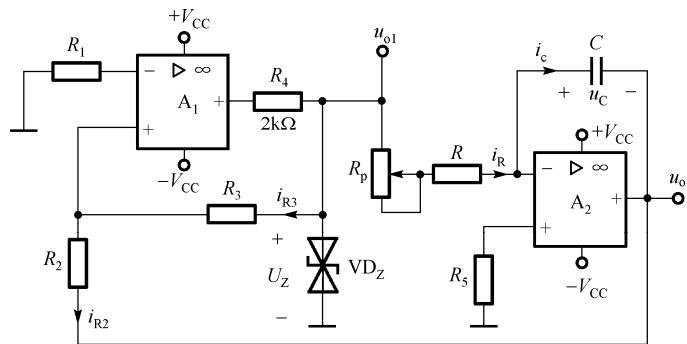 +V_CC
u_o1
R_1
− ▷ ∞
A_1
+
+
R_4
2kΩ
−V_CC
i_c
C
+
u_C
−
+V_CC
R_p
R
i_R
− ▷ ∞
A_2
+
+
u_o
R_3
i_R3
R_2
+
U_Z
−
VD_Z
R_5
−V_CC
i_R2